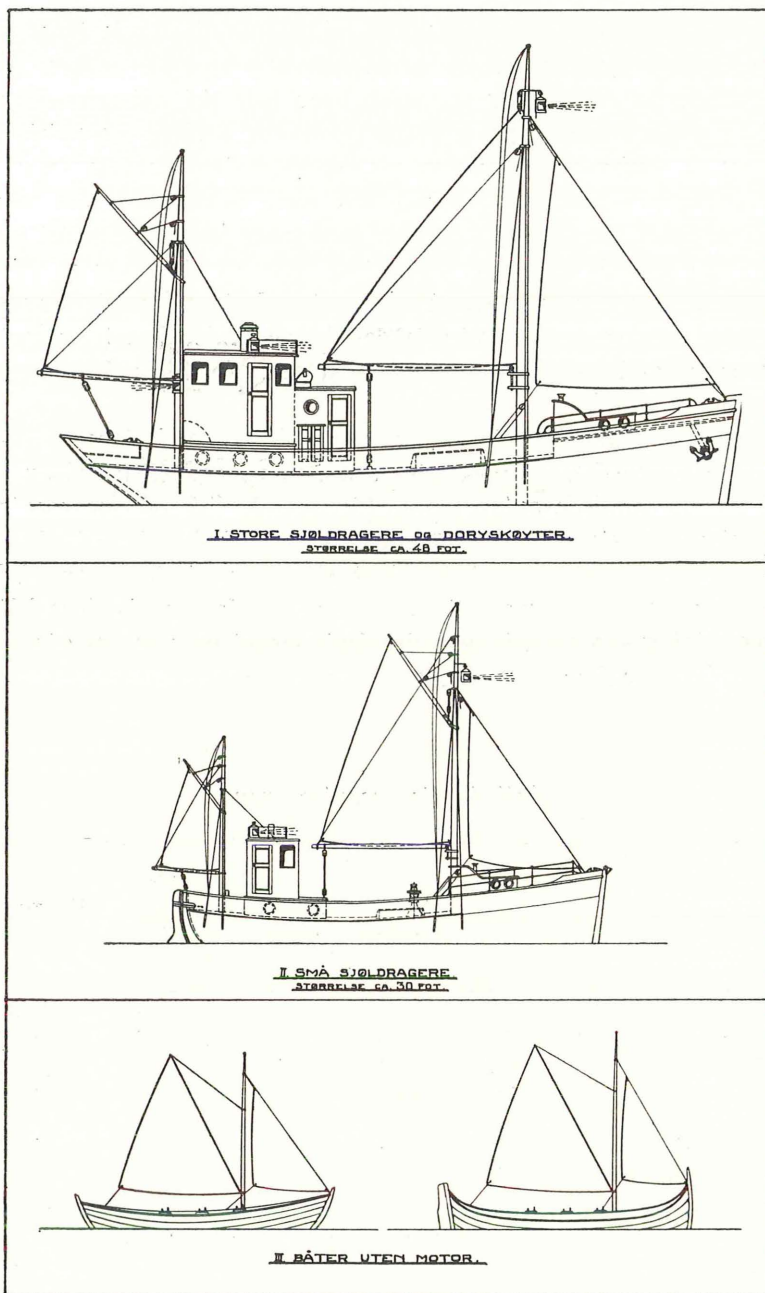 I. STORE SJØLDRAGERE OG DORYSKØYTER.
STØRRELSE CA. 48 FOT.
II. SMÅ SJØLDRAGERE.
STØRRELSE CA. 30 FOT.
III BÅTER UTEN MOTOR.